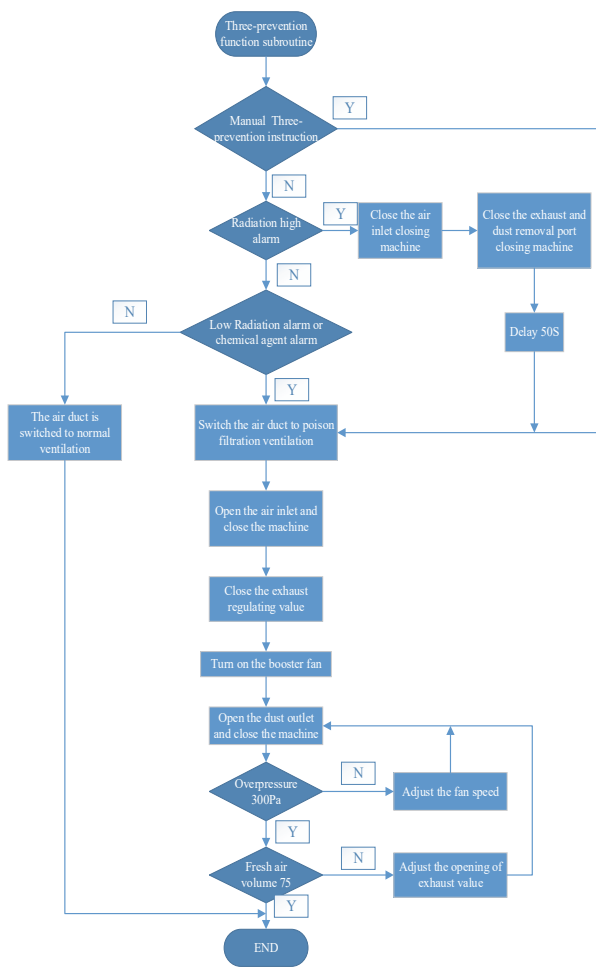 Three-prevention
function subroutine
Y
Manual Three-
prevention instruction
N
Radiation high
alarm
Y
Close the air
inlet closing
machine
Close the exhaust and
dust removal port
closing machine
N
N
Low Radiation alarm or
chemical agent alarm
Delay 50S
Y
The air duct is
switched to normal
ventilation
Switch the air duct to poison
filtration ventilation
Open the air inlet and
close the machine
Close the exhaust
regulating value
Turn on the booster fan
Open the dust outlet
and close the machine
Overpressure
300Pa
N
Adjust the fan speed
Y
Fresh air
volume 75
N
Adjust the opening of
exhaust value
Y
END